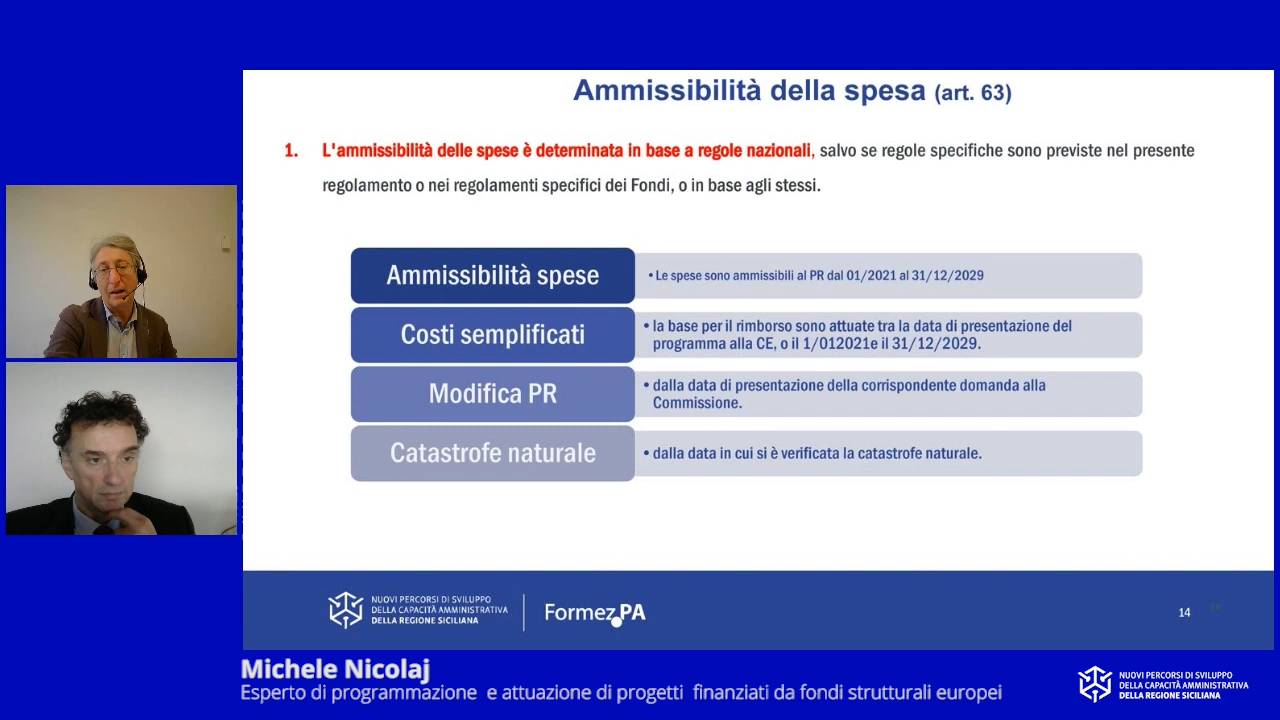 Ammissibilità della spesa (art. 63)
1. L'ammissibilità delle spese è determinata in base a regole nazionali, salvo se regole specifiche sono previste nel presente
regolamento o nei regolamenti specifici dei Fondi, o in base agli stessi.
Ammissibilità spese
• Le spese sono ammissibili al PR dal 01/2021 al 31/12/2029
Costi semplificati
• la base per il rimborso sono attuate tra la data di presentazione del
programma alla CE, o il 1/012021e il 31/12/2029.
Modifica PR
• dalla data di presentazione della corrispondente domanda alla
Commissione.
Catastrofe naturale
• dalla data in cui si è verificata la catastrofe naturale.
NUOVI PERCORSI DI SVILUPPO
DELLA CAPACITÀ AMMINISTRATIVA
DELLA REGIONE SICILIANA
Formez PA
14
Michele Nicolaj
Esperto di programmazione e attuazione di progetti finanziati da fondi strutturali europei
NUOVI PERCORSI DI SVILUPPO
DELLA CAPACITÀ AMMINISTRATIVA
DELLA REGIONE SICILIANA